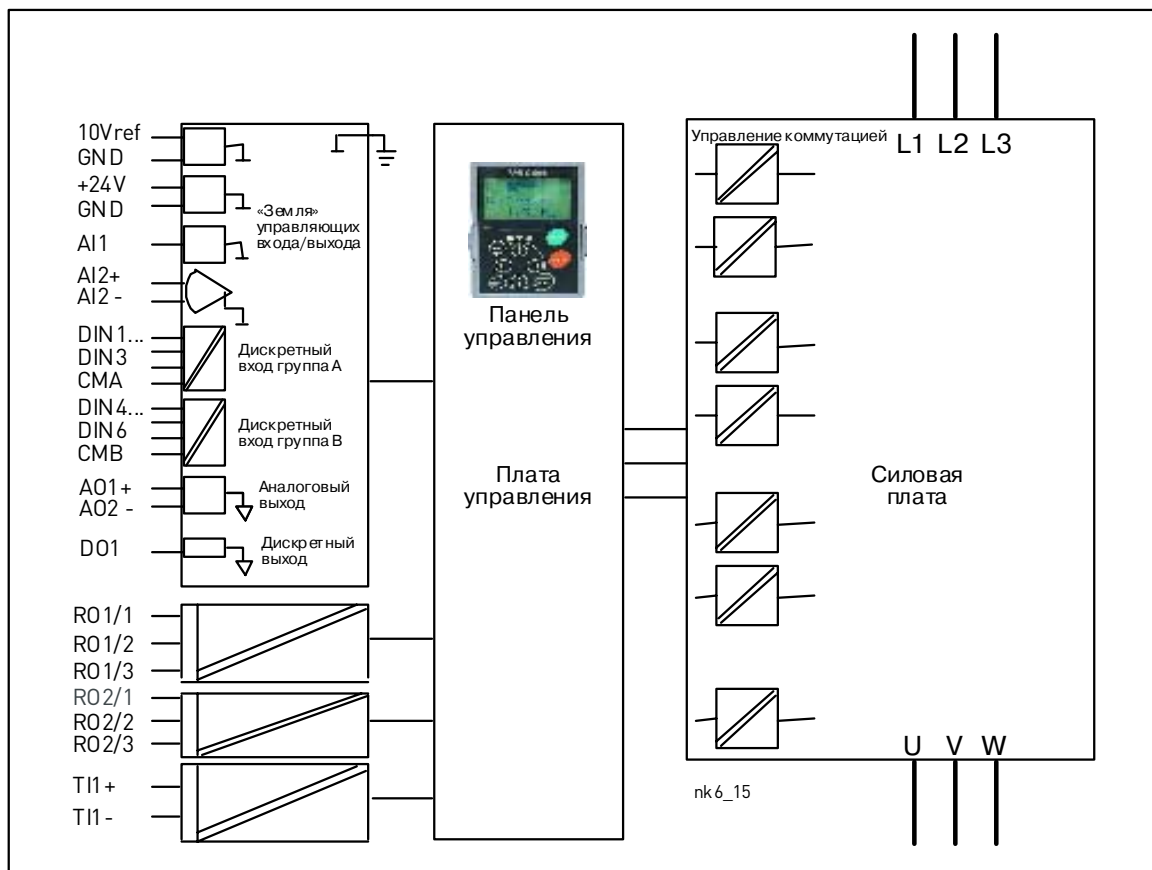 10Vref
GND
+24V
GND
AI1
AI2+
AI2 -
DIN1...
DIN3
CMA
DIN4...
DIN6
CMB
AO1+
AO2 -
DO1
RO1/1
RO1/2
RO1/3
RO2/1
RO2/2
RO2/3
TI1 +
TI1 -
«Земля»
управляющих
входа/выхода
Дискретный
вход группа А
Дискретный
вход группа В
Аналоговый
выход
Дискретный
выход
Панель
управления
Плата
управления
Управление коммутацией
L1 L2 L3
Силовая
плата
U V W
nk6_15